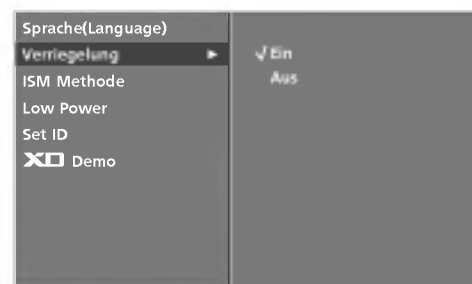 Sprache(Language)
Verriegelung ►
ISM Methode
Low Power
Set ID
XD Demo
√ Ein
Aus